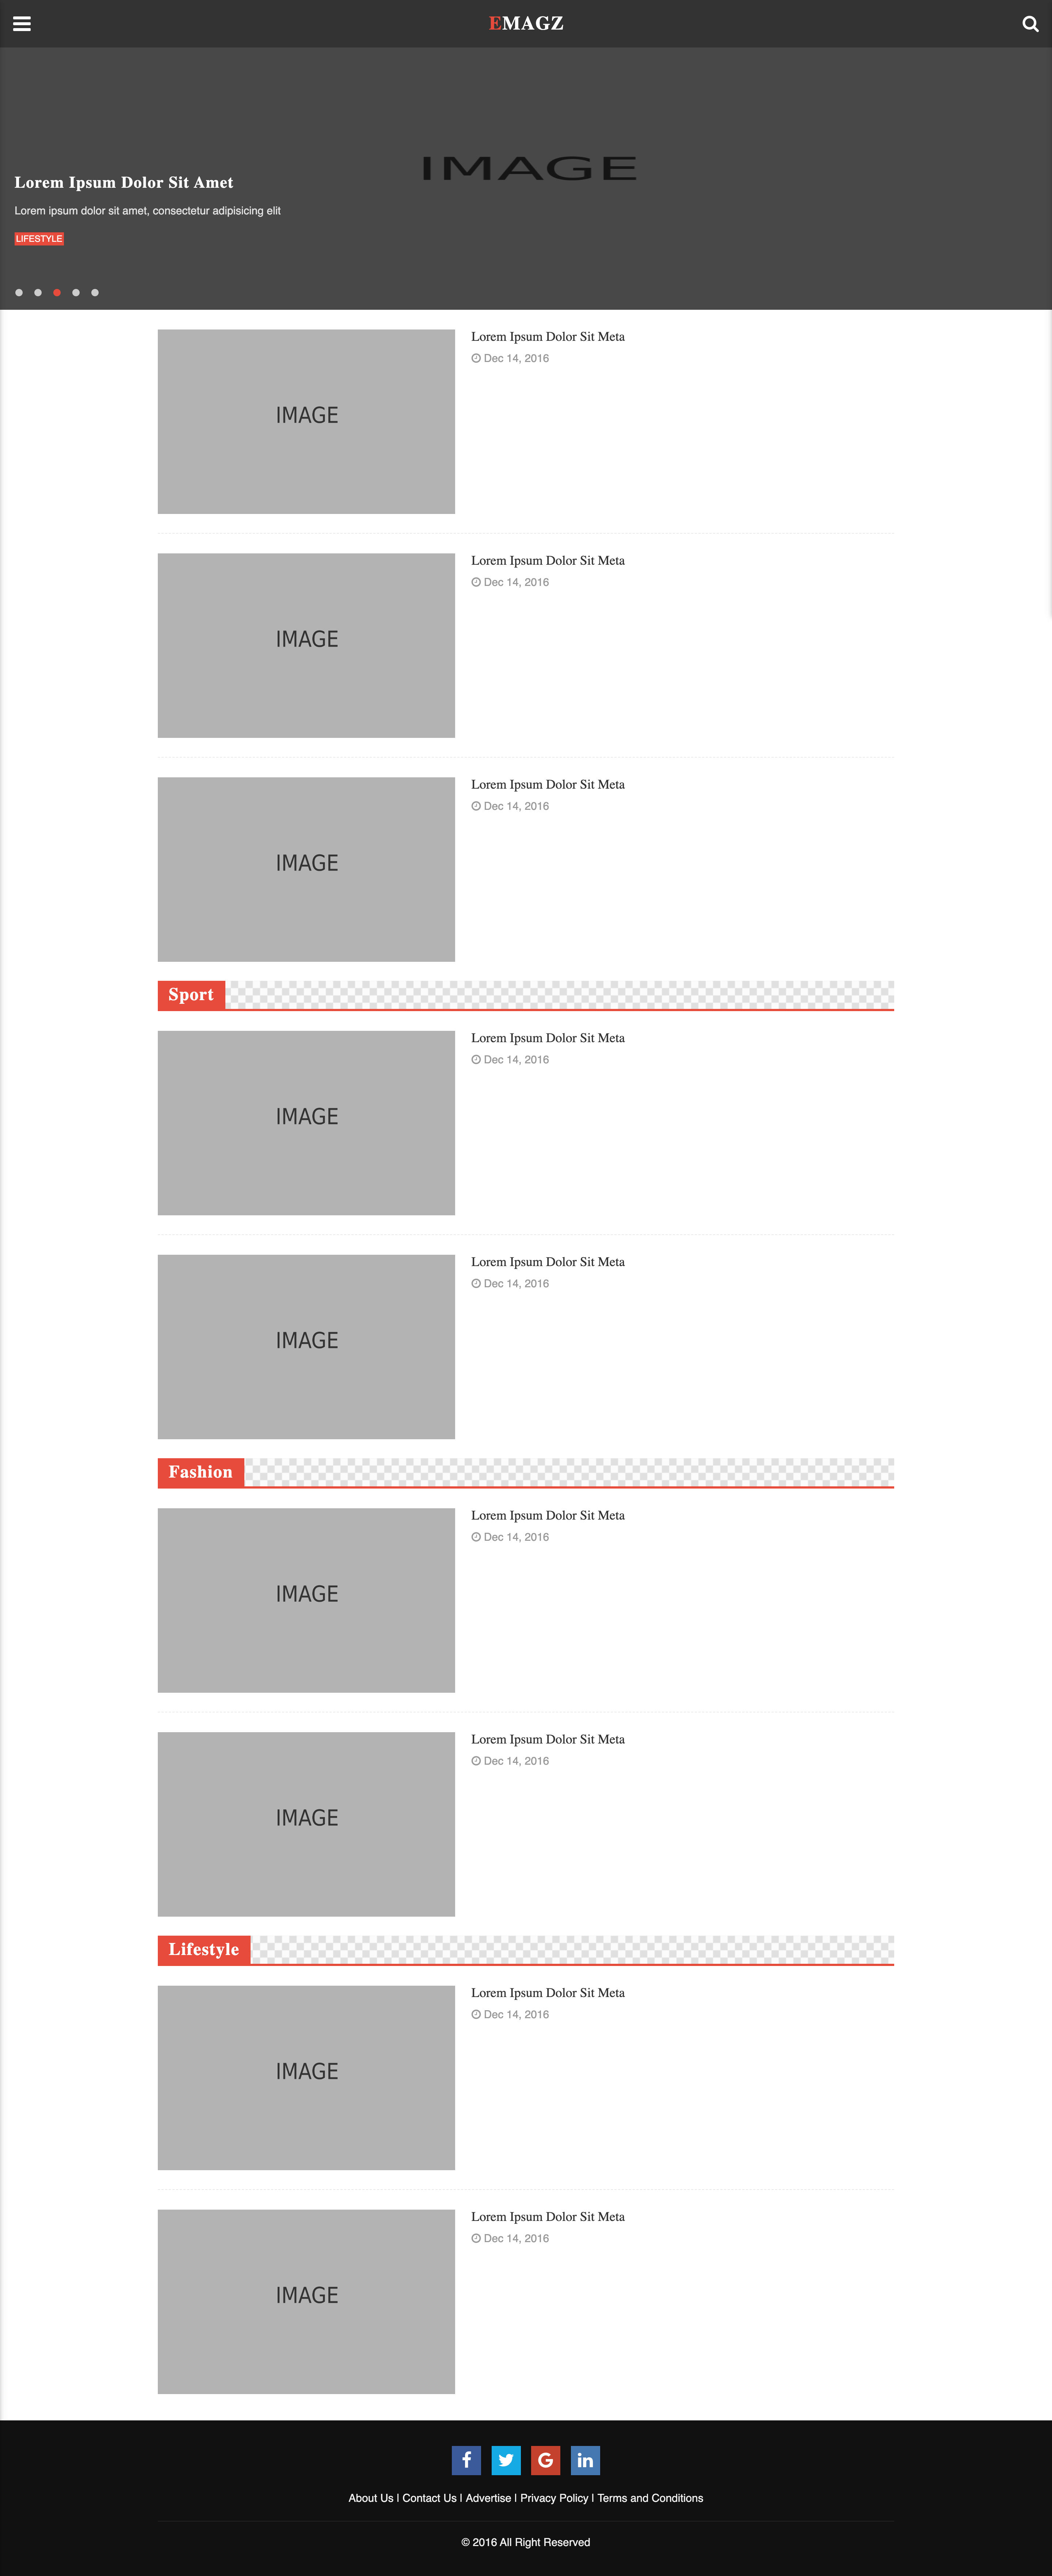 EMAGZ
IMAGE
Lorem Ipsum Dolor Sit Amet
Lorem ipsum dolor sit amet, consectetur adipisicing elit
LIFESTYLE
IMAGE
Lorem Ipsum Dolor Sit Meta
Dec 14, 2016
IMAGE
Lorem Ipsum Dolor Sit Meta
Dec 14, 2016
IMAGE
Lorem Ipsum Dolor Sit Meta
Dec 14, 2016
Sport
IMAGE
Lorem Ipsum Dolor Sit Meta
Dec 14, 2016
IMAGE
Lorem Ipsum Dolor Sit Meta
Dec 14, 2016
Fashion
IMAGE
Lorem Ipsum Dolor Sit Meta
Dec 14, 2016
IMAGE
Lorem Ipsum Dolor Sit Meta
Dec 14, 2016
Lifestyle
IMAGE
Lorem Ipsum Dolor Sit Meta
Dec 14, 2016
IMAGE
Lorem Ipsum Dolor Sit Meta
Dec 14, 2016
About Us | Contact Us | Advertise | Privacy Policy | Terms and Conditions
© 2016 All Right Reserved